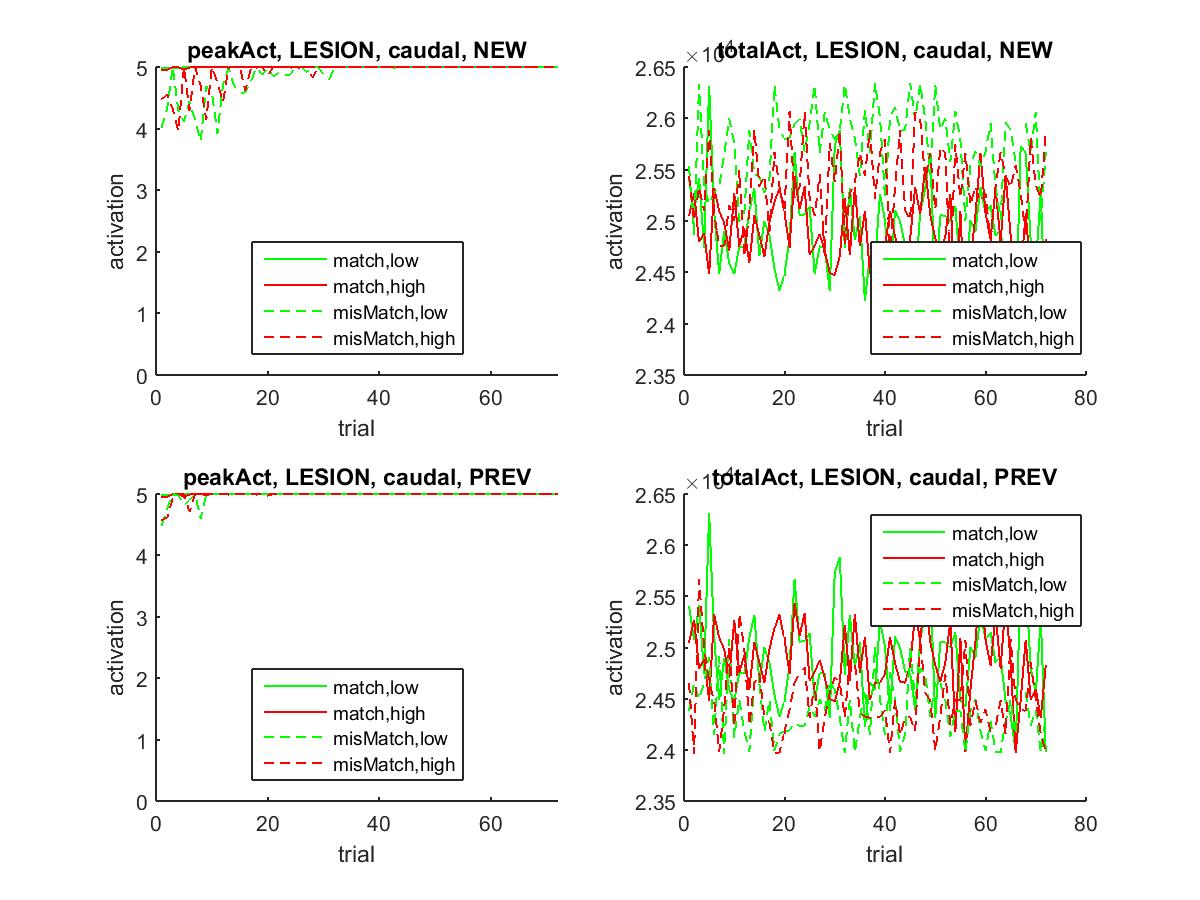 peakAct, LESION, caudal, NEW
5
4
3
2
1
0
activation
match,low
match,high
misMatch,low
misMatch,high
0 20 40 60
trial
×10⁴
totalAct, LESION, caudal, NEW
2.65
2.6
2.55
2.5
2.45
2.4
2.35
activation
match,low
match,high
misMatch,low
misMatch,high
0 20 40 60 80
trial
peakAct, LESION, caudal, PREV
5
4
3
2
1
0
activation
match,low
match,high
misMatch,low
misMatch,high
0 20 40 60
trial
×10⁴
totalAct, LESION, caudal, PREV
2.65
2.6
2.55
2.5
2.45
2.4
2.35
activation
match,low
match,high
misMatch,low
misMatch,high
0 20 40 60 80
trial